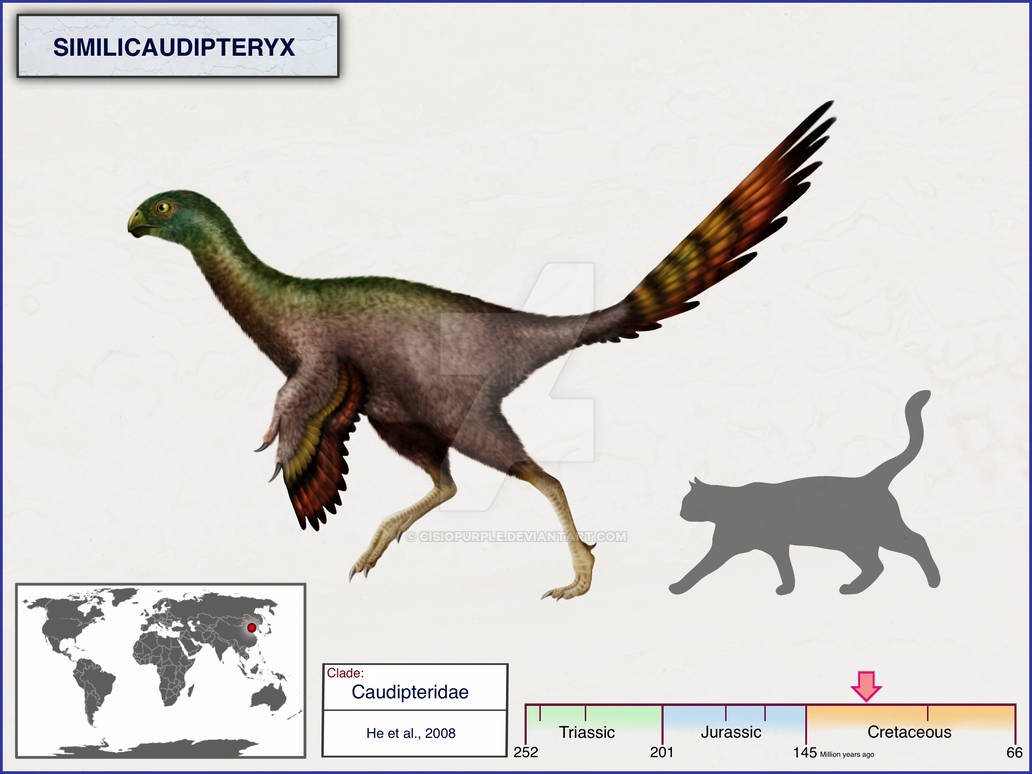 SIMILICAUDIPTERYX
© CISIOPURPLE.DEVIANTART.COM
Clade:
Caudipteridae
He et al., 2008
Triassic Jurassic Cretaceous
252 201 145 Million years ago 66